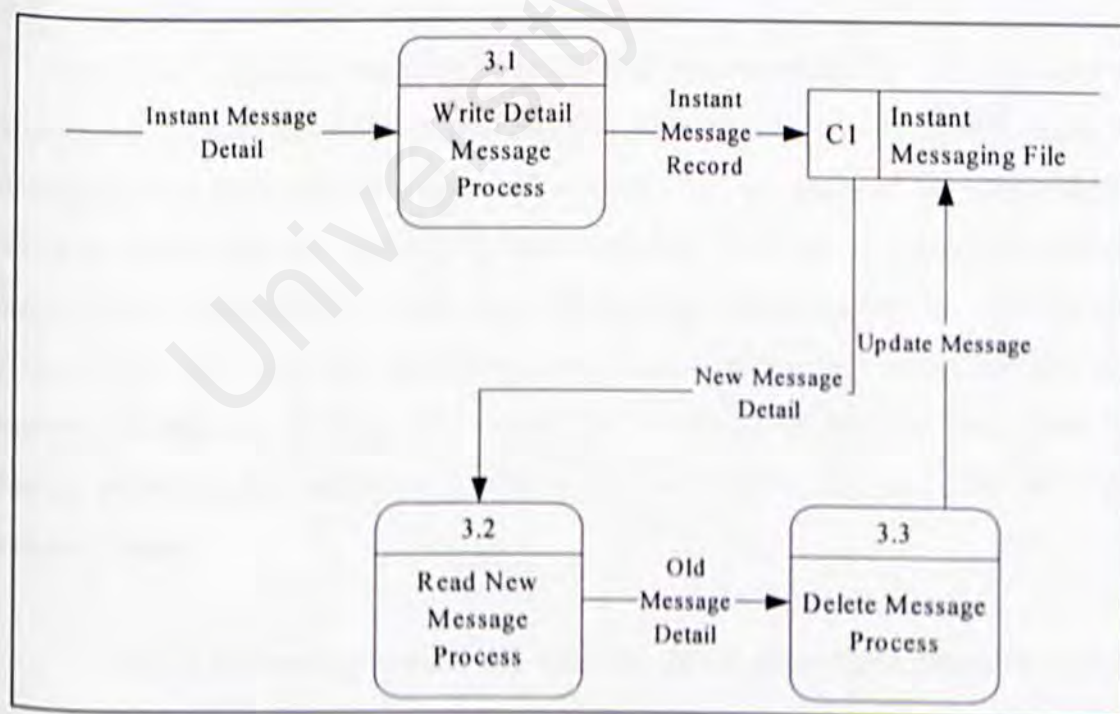 3.1
Write Detail
Message
Process
Instant Message
Detail
Instant
Message
Record
C1
Instant
Messaging File
Update Message
New Message
Detail
3.2
Read New
Message
Process
Old
Message
Detail
3.3
Delete Message
Process
University